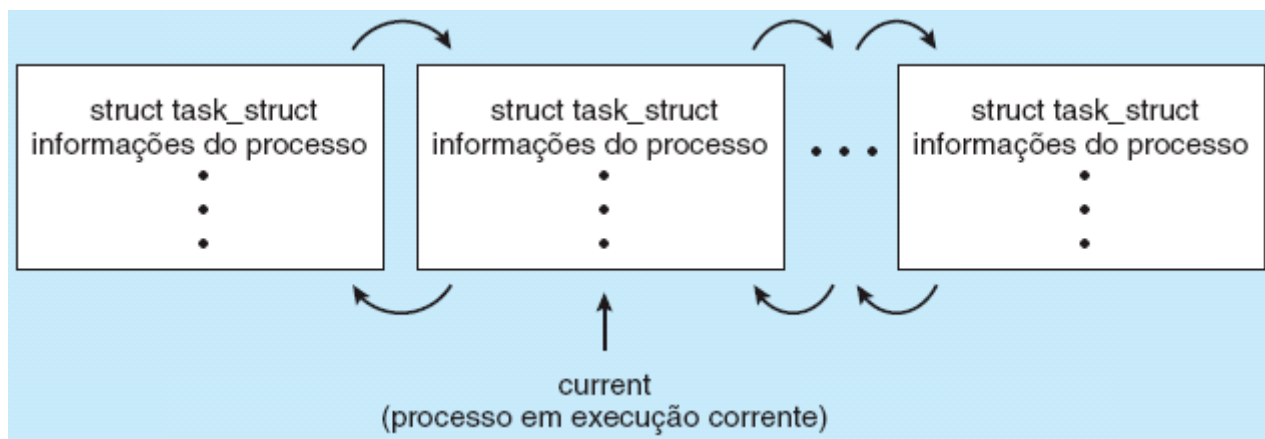 struct task_struct
informações do processo
struct task_struct
informações do processo
struct task_struct
informações do processo
current
(processo em execução corrente)